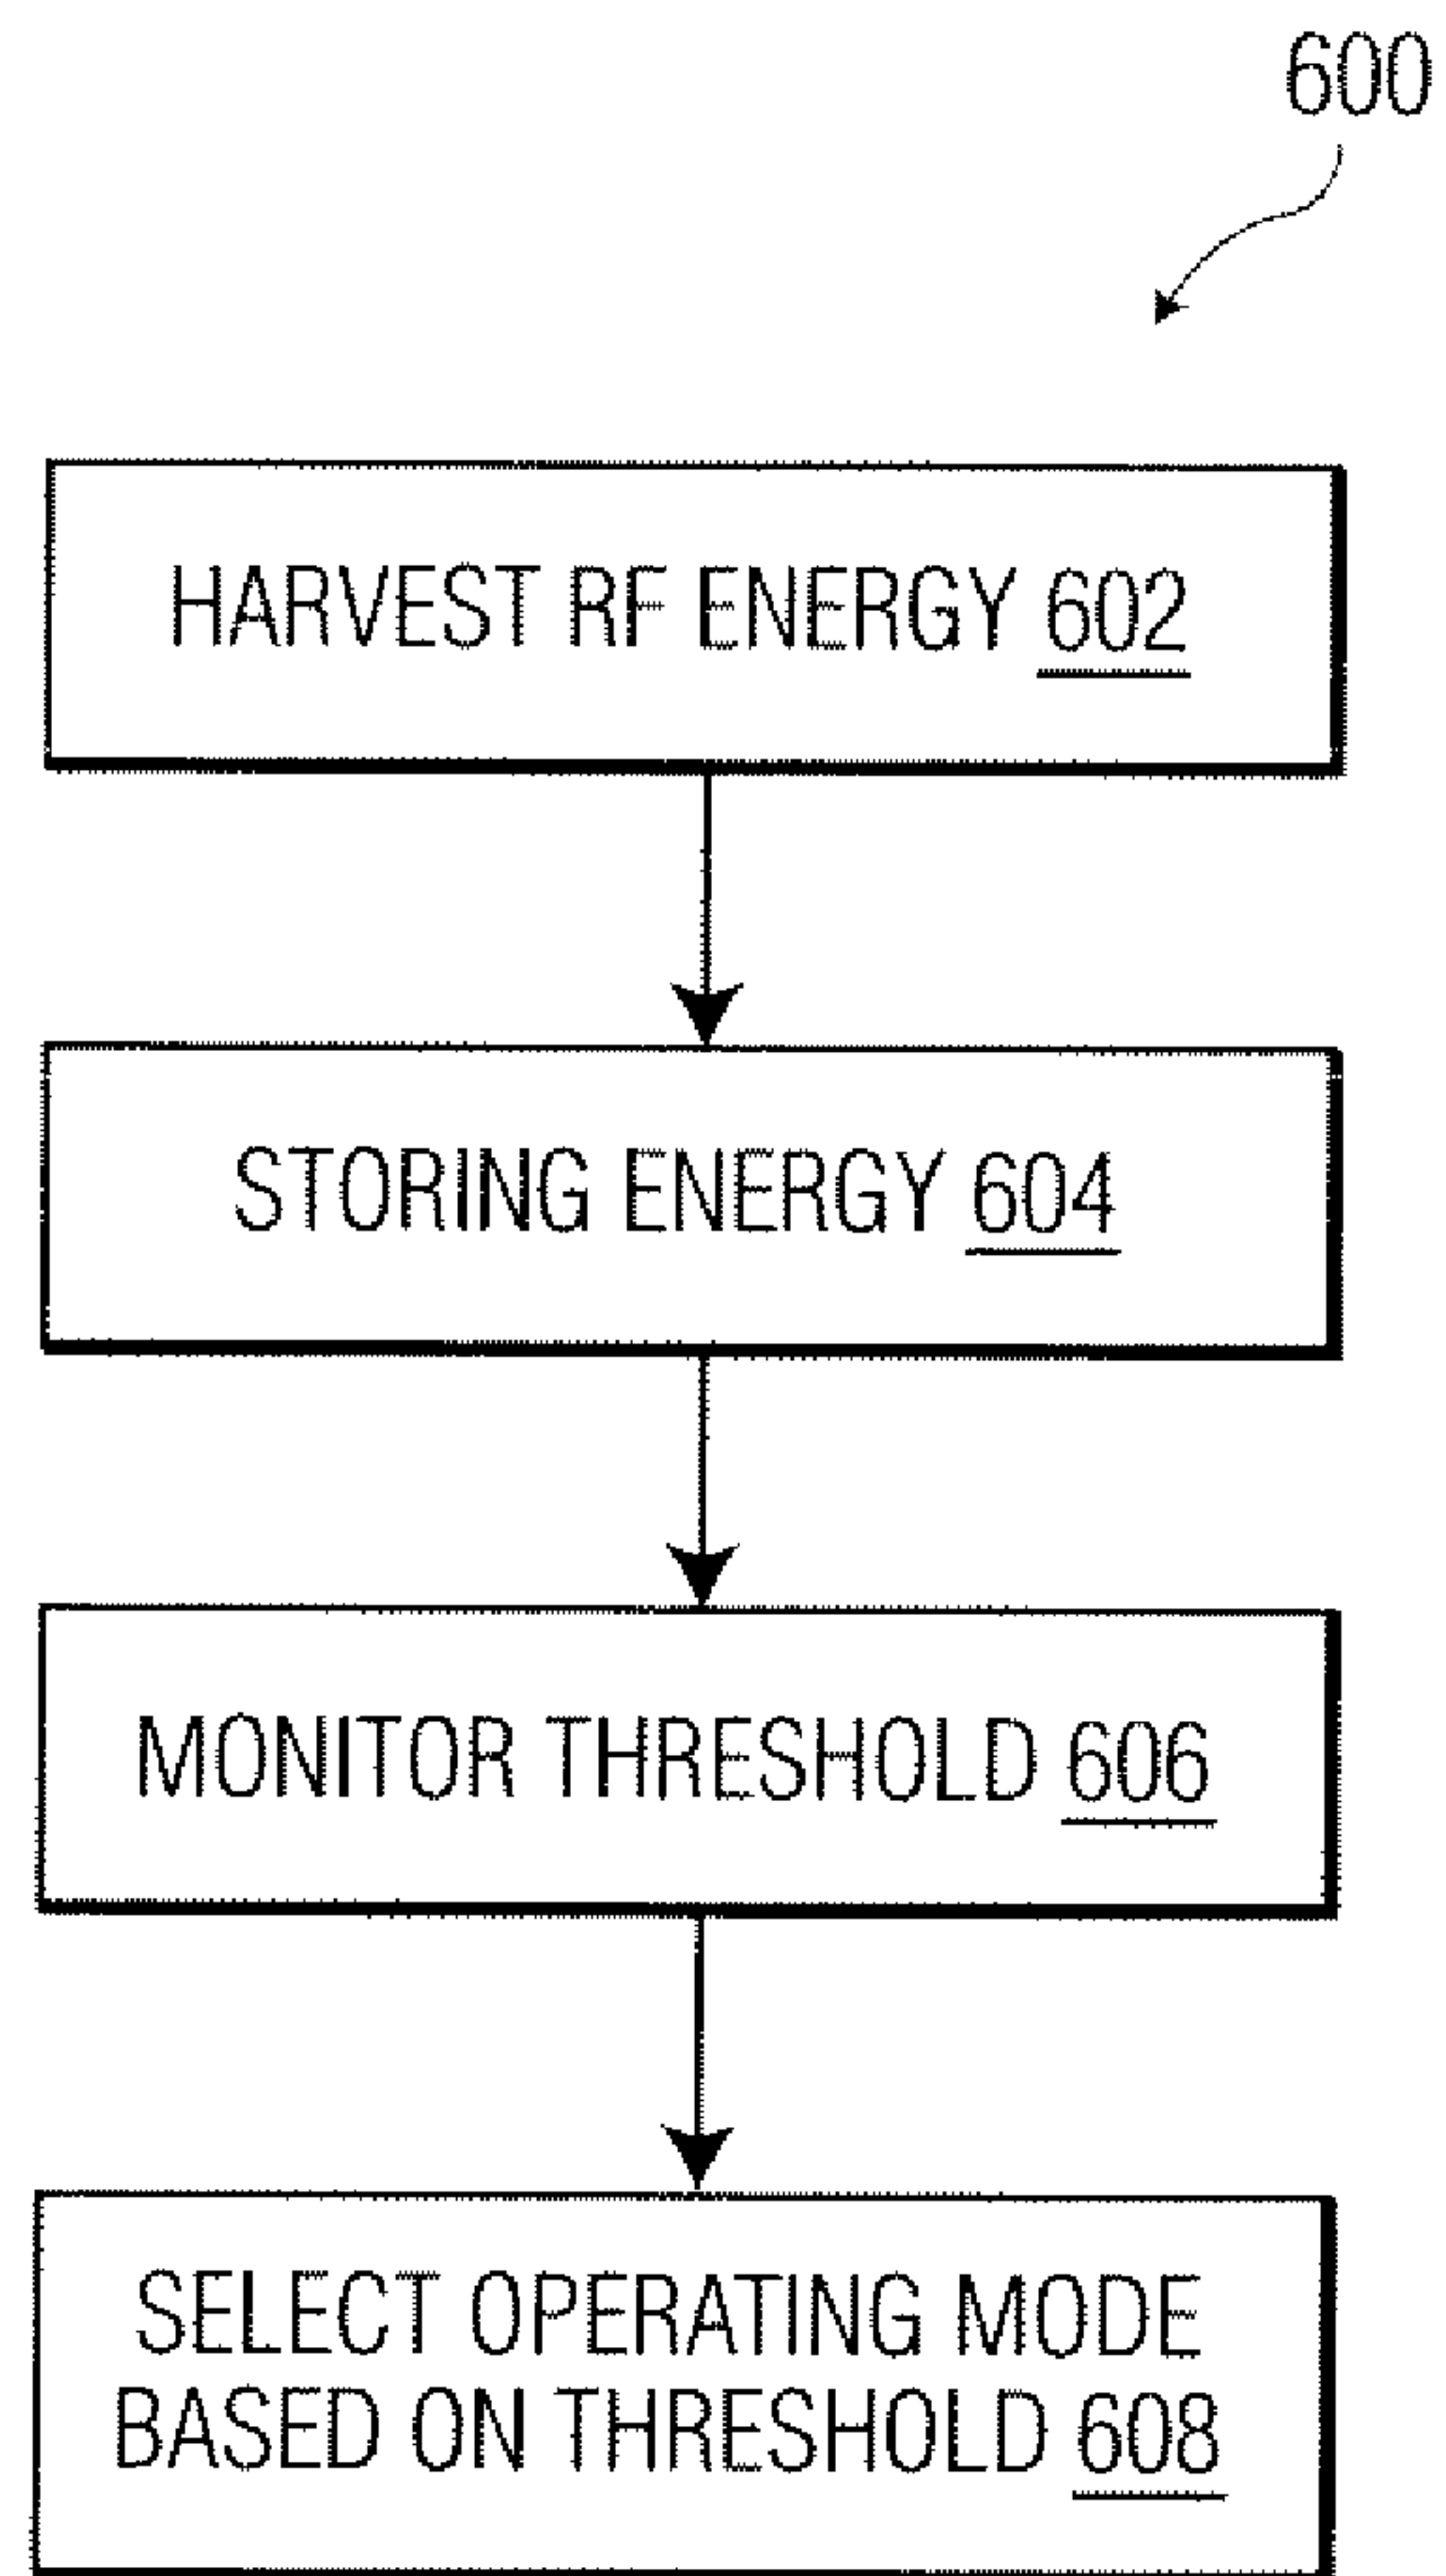 600
HARVEST RF ENERGY 602
STORING ENERGY 604
MONITOR THRESHOLD 606
SELECT OPERATING MODE
BASED ON THRESHOLD 608